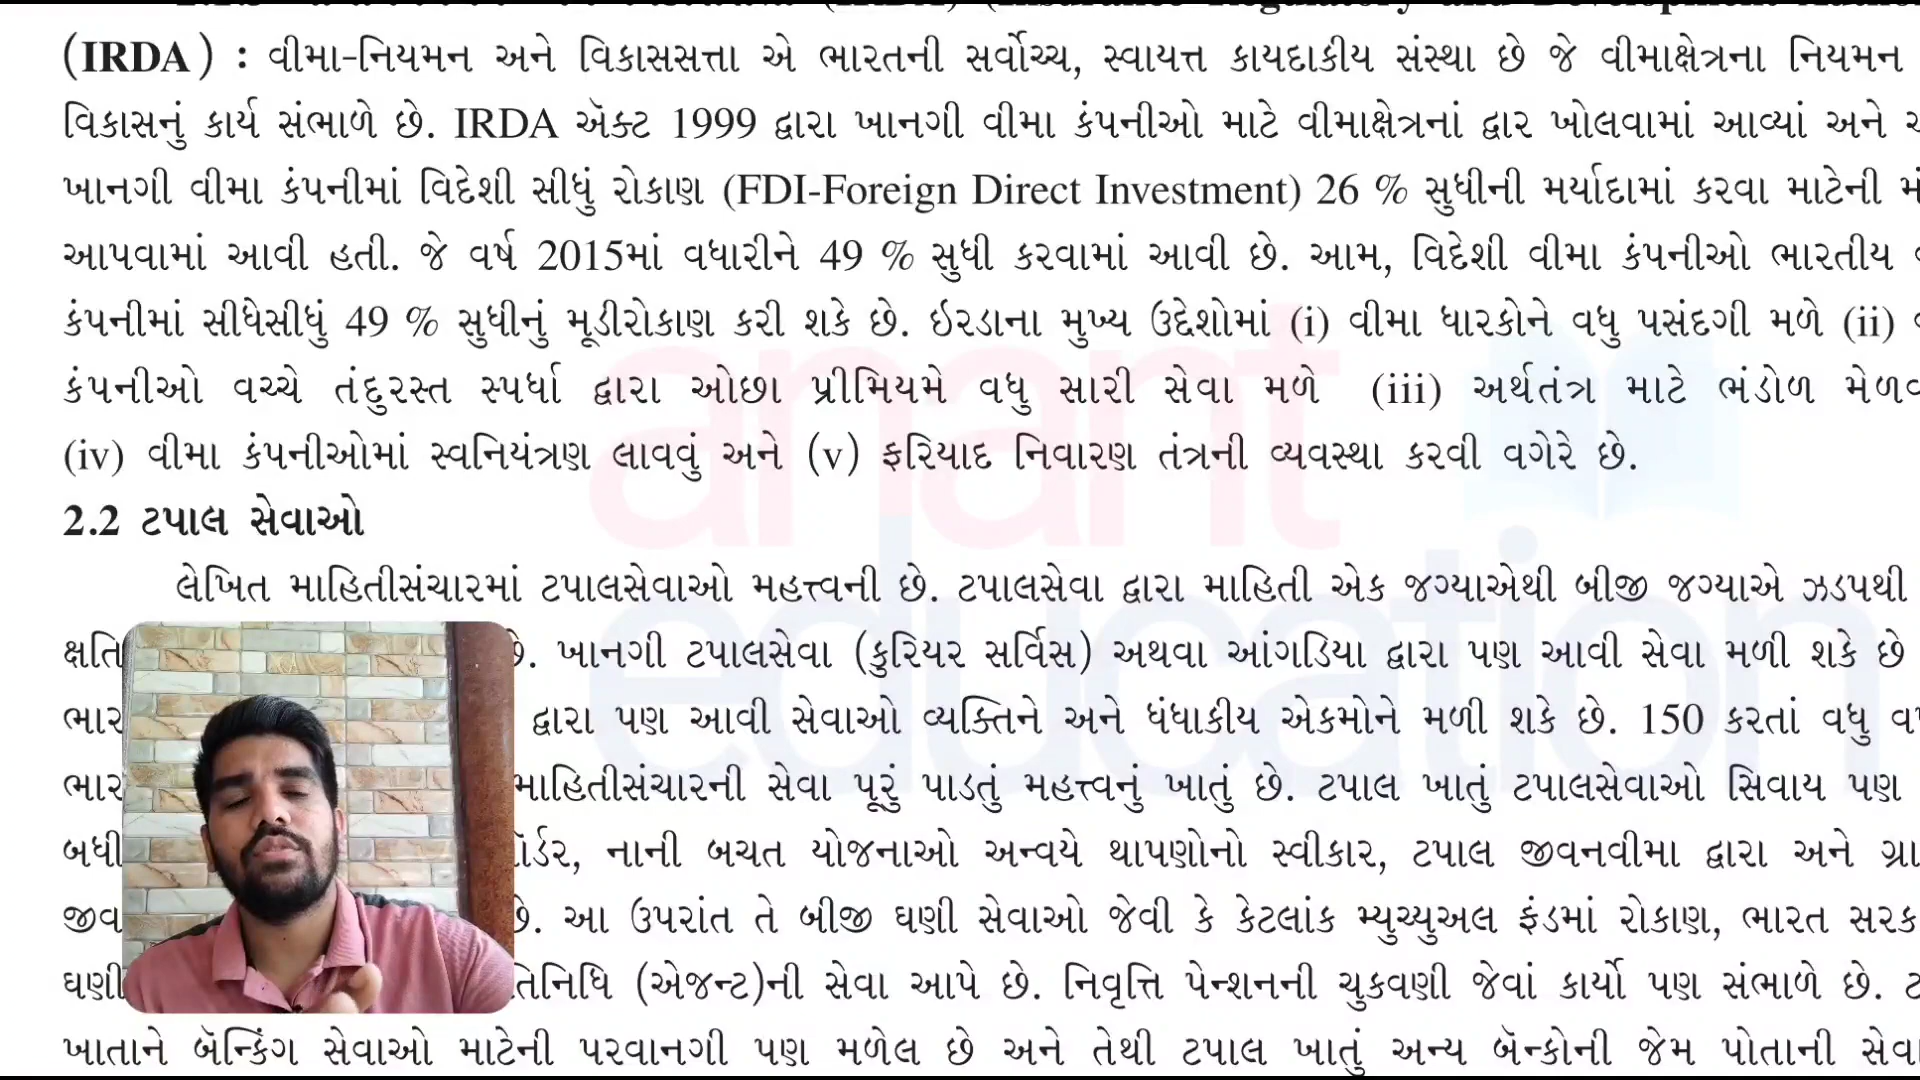 (IRDA) : વીમા-નિયમન અને વિકાસસત્તા એ ભારતની સર્વોચ્ચ, સ્વાયત્ત કાયદાકીય સંસ્થા છે જે વીમાક્ષેત્રના નિયમન
વિકાસનું કાર્ય સંભાળે છે. IRDA ઍક્ટ 1999 દ્વારા ખાનગી વીમા કંપનીઓ માટે વીમાક્ષેત્રનાં દ્વાર ખોલવામાં આવ્યાં અને
ખાનગી વીમા કંપનીમાં વિદેશી સીધું રોકાણ (FDI-Foreign Direct Investment) 26 % સુધીની મર્યાદામાં કરવા માટેની
આપવામાં આવી હતી. જે વર્ષ 2015માં વધારીને 49 % સુધી કરવામાં આવી છે. આમ, વિદેશી વીમા કંપનીઓ ભારતીય
કંપનીમાં સીધેસીધું 49 % સુધીનું મૂડીરોકાણ કરી શકે છે. ઇરડાના મુખ્ય ઉદ્દેશોમાં (i) વીમા ધારકોને વધુ પસંદગી મળે (ii)
કંપનીઓ વચ્ચે તંદુરસ્ત સ્પર્ધા દ્વારા ઓછા પ્રીમિયમે વધુ સારી સેવા મળે (iii) અર્થતંત્ર માટે ભંડોળ
(iv) વીમા કંપનીઓમાં સ્વનિયંત્રણ લાવવું અને (v) ફરિયાદ નિવારણ તંત્રની વ્યવસ્થા કરવી વગેરે છે.
anant
education
2.2 ટપાલ સેવાઓ
લેખિત માહિતીસંચારમાં ટપાલસેવાઓ મહત્ત્વની છે. ટપાલસેવા દ્વારા માહિતી એક જગ્યાએથી બીજી જગ્યાએ ઝડપથી
ખાનગી ટપાલસેવા (કુરિયર સર્વિસ) અથવા આંગડિયા દ્વારા પણ આવી સેવા મળી શકે છે
દ્વારા પણ આવી સેવાઓ વ્યક્તિને અને ધંધાકીય એકમોને મળી શકે છે. 150 કરતાં વધુ
માહિતીસંચારની સેવા પૂરું પાડતું મહત્ત્વનું ખાતું છે. ટપાલ ખાતું ટપાલસેવાઓ સિવાય પણ
બધી નાની બચત યોજનાઓ અન્વયે થાપણોનો સ્વીકાર, ટપાલ જીવનવીમા દ્વારા અને
આ ઉપરાંત તે બીજી ઘણી સેવાઓ જેવી કે કેટલાંક મ્યુચ્યુઅલ ફંડમાં રોકાણ, ભારત
ઘણી (એજન્ટ)ની સેવા આપે છે. નિવૃત્તિ પેન્શનની ચુકવણી જેવાં કાર્યો પણ સંભાળે છે.
ખાતાને બૅન્કિંગ સેવાઓ માટેની પરવાનગી પણ મળેલ છે અને તેથી ટપાલ ખાતું અન્ય બૅન્કોની જેમ પોતાની